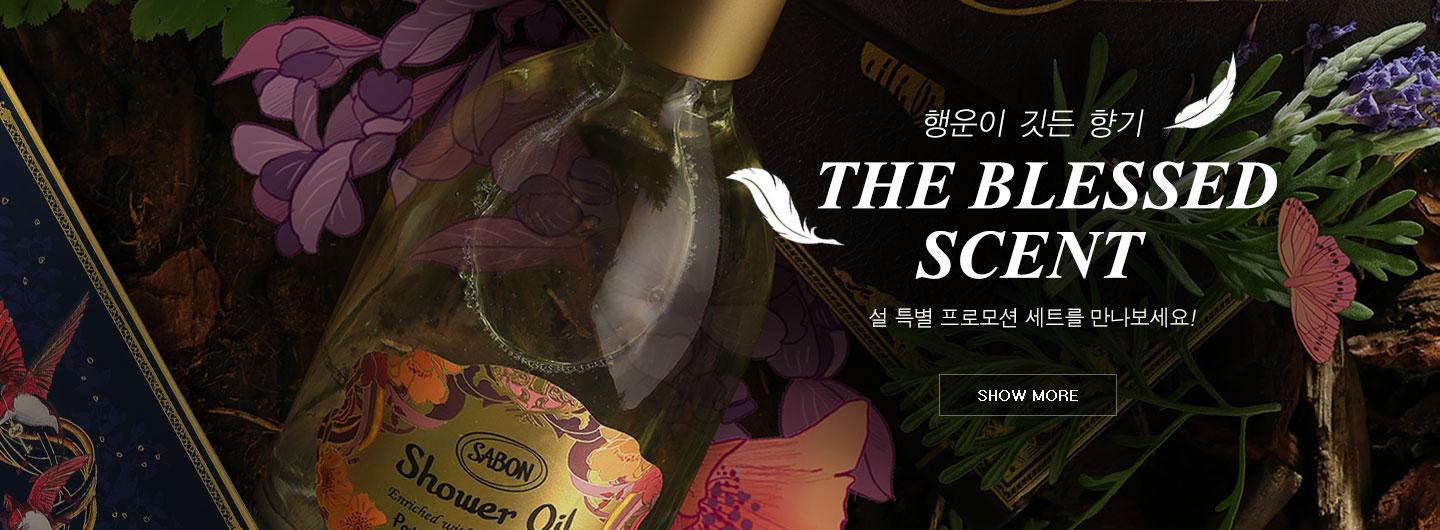 행운이 깃든 향기
THE BLESSED
SCENT
설 특별 프로모션 세트를 만나보세요!
SHOW MORE
SABON
Shower Oil
Enriched